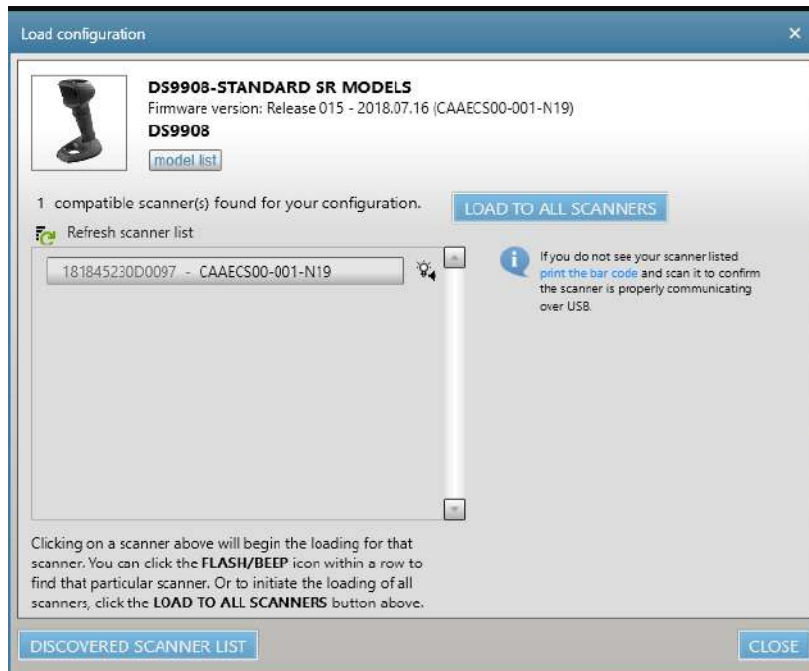 Load configuration
DS9908-STANDARD SR MODELS
Firmware version: Release 015 - 2018.07.16 (CAAECS00-001-N19)
DS9908
model list
1 compatible scanner(s) found for your configuration.
LOAD TO ALL SCANNERS
Refresh scanner list
181845230D0097 - CAAECS00-001-N19
If you do not see your scanner listed
print the bar code and scan it to confirm
the scanner is properly communicating
over USB.
Clicking on a scanner above will begin the loading for that
scanner. You can click the FLASH/BEEP icon within a row to
find that particular scanner. Or to initiate the loading of all
scanners, click the LOAD TO ALL SCANNERS button above.
DISCOVERED SCANNER LIST
CLOSE